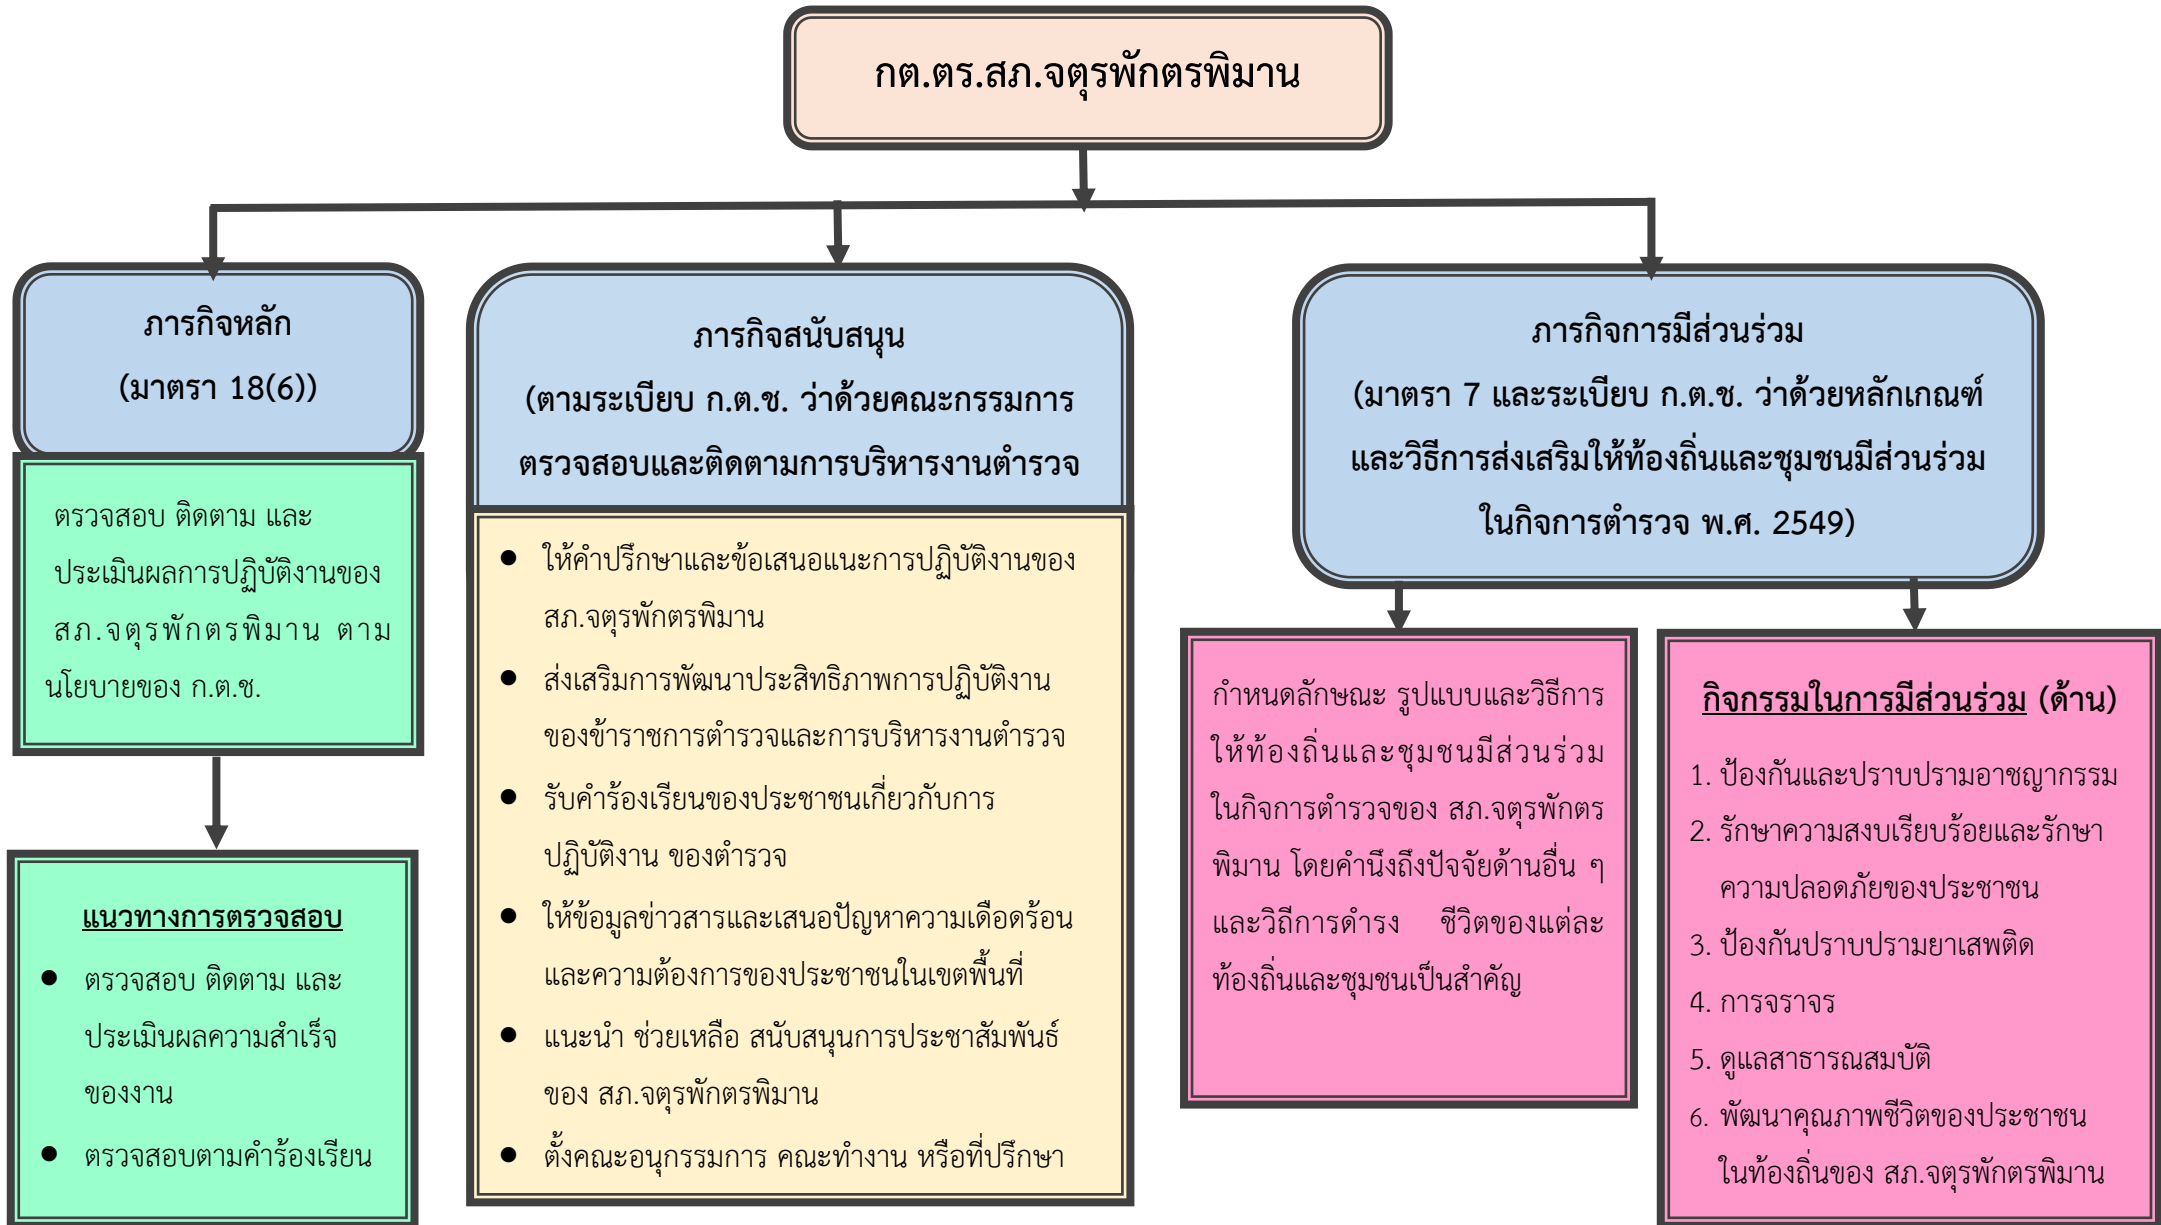 กต.ตร.สภ.จตุรพักตรพิมาน
ภารกิจหลัก
(มาตรา 18(6))
ตรวจสอบ ติดตาม และ
ประเมินผลการปฏิบัติงานของ
สภ.จตุรพักตรพิมาน ตาม
นโยบายของ ก.ต.ช.
แนวทางการตรวจสอบ
● ตรวจสอบ ติดตาม และ
ประเมินผลความสำเร็จ
ของงาน
● ตรวจสอบตามคำร้องเรียน
ภารกิจสนับสนุน
(ตามระเบียบ ก.ต.ช. ว่าด้วยคณะกรรมการ
ตรวจสอบและติดตามการบริหารงานตำรวจ
● ให้คำปรึกษาและข้อเสนอแนะการปฏิบัติงานของ
สภ.จตุรพักตรพิมาน
● ส่งเสริมการพัฒนาประสิทธิภาพการปฏิบัติงาน
ของข้าราชการตำรวจและการบริหารงานตำรวจ
● รับคำร้องเรียนของประชาชนเกี่ยวกับการ
ปฏิบัติงาน ของตำรวจ
● ให้ข้อมูลข่าวสารและเสนอปัญหาความเดือดร้อน
และความต้องการของประชาชนในเขตพื้นที่
● แนะนำ ช่วยเหลือ สนับสนุนการประชาสัมพันธ์
ของ สภ.จตุรพักตรพิมาน
● ตั้งคณะอนุกรรมการ คณะทำงาน หรือที่ปรึกษา
ภารกิจการมีส่วนร่วม
(มาตรา 7 และระเบียบ ก.ต.ช. ว่าด้วยหลักเกณฑ์
และวิธีการส่งเสริมให้ท้องถิ่นและชุมชนมีส่วนร่วม
ในกิจการตำรวจ พ.ศ. 2549)
กำหนดลักษณะ รูปแบบและวิธีการ
ให้ท้องถิ่นและชุมชนมีส่วนร่วม
ในกิจการตำรวจของ สภ.จตุรพักตร
พิมาน โดยคำนึงถึงปัจจัยด้านอื่น ๆ
และวิถีการดำรง ชีวิตของแต่ละ
ท้องถิ่นและชุมชนเป็นสำคัญ
กิจกรรมในการมีส่วนร่วม (ด้าน)
1. ป้องกันและปราบปรามอาชญากรรม
2. รักษาความสงบเรียบร้อยและรักษา
ความปลอดภัยของประชาชน
3. ป้องกันปราบปรามยาเสพติด
4. การจราจร
5. ดูแลสาธารณสมบัติ
6. พัฒนาคุณภาพชีวิตของประชาชน
ในท้องถิ่นของ สภ.จตุรพักตรพิมาน